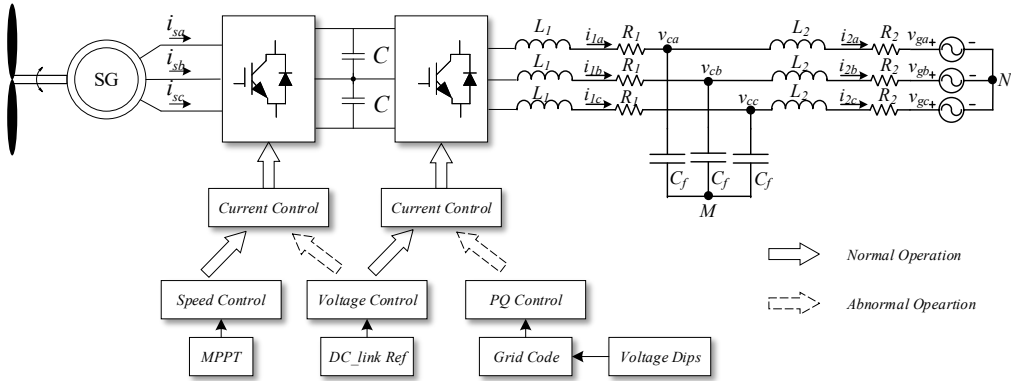 i_sa
L_1 i_1a R_1 v_ca L_2 i_2a R_2 v_ga + -
SG i_sb C L_1 i_1b R_1 v_cb L_2 i_2b R_2 v_gb + - N
i_sc C L_1 i_1c R_1 v_cc L_2 i_2c R_2 v_gc + -
C_f C_f C_f
M
Current Control Current Control
Normal Operation
Speed Control Voltage Control PQ Control
Abnormal Opeartion
MPPT DC_link Ref Grid Code Voltage Dips